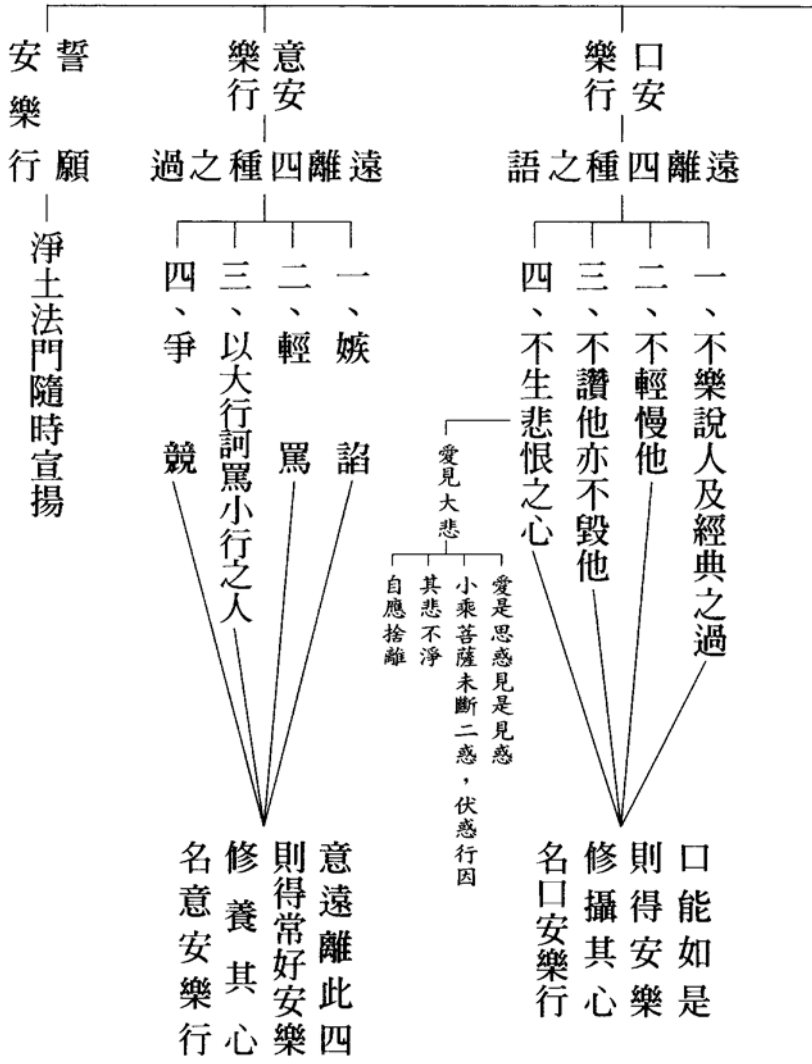 口安
樂行
遠離四種之語
一、不樂說人及經典之過
二、不輕慢他
三、不讚他亦不毀他
四、不生悲恨之心
愛見大悲
愛是思惑見是見惑
小乘菩薩未斷二惑，伏惑行因
其悲不淨
自應捨離
口能如是
則得安樂
修攝其心
名口安樂行
意安
樂行
遠離四種之過
一、嫉諂
二、輕罵
三、以大行訶罵小行之人
四、爭競
意遠離此四
則得常好安樂
修養其心
名意安樂行
誓願
安樂行
淨土法門隨時宣揚